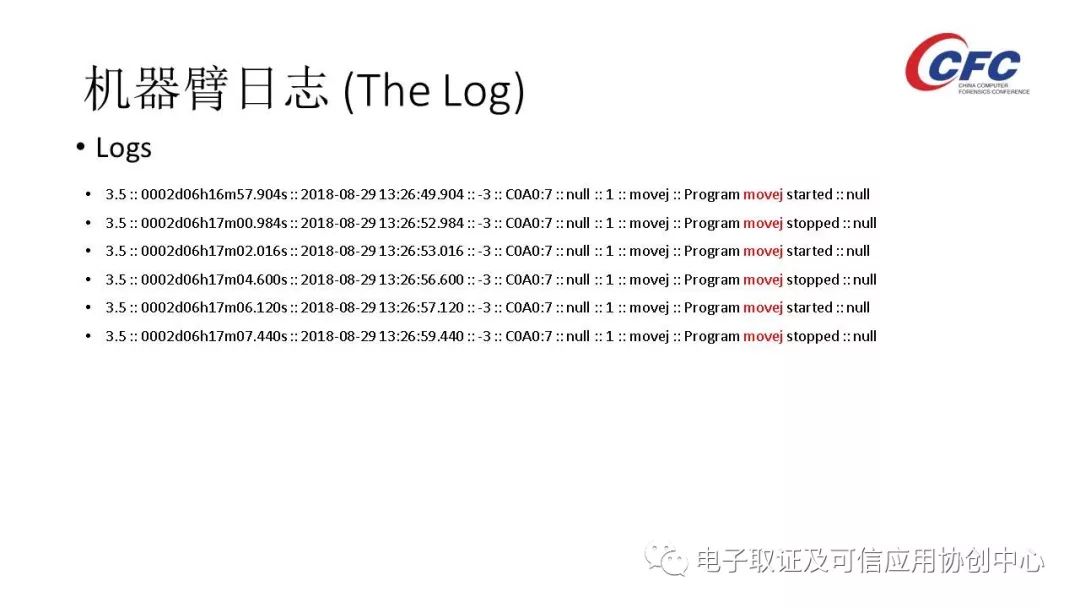 机器臂日志 (The Log)
CFC
CHINA COMPUTER
FORENSICS CONFERENCE
• Logs
• 3.5 :: 0002d06h16m57.904s :: 2018-08-29 13:26:49.904 :: -3 :: C0A0:7 :: null :: 1 :: movej :: Program movej started :: null
• 3.5 :: 0002d06h17m00.984s :: 2018-08-29 13:26:52.984 :: -3 :: C0A0:7 :: null :: 1 :: movej :: Program movej stopped :: null
• 3.5 :: 0002d06h17m02.016s :: 2018-08-29 13:26:53.016 :: -3 :: C0A0:7 :: null :: 1 :: movej :: Program movej started :: null
• 3.5 :: 0002d06h17m04.600s :: 2018-08-29 13:26:56.600 :: -3 :: C0A0:7 :: null :: 1 :: movej :: Program movej stopped :: null
• 3.5 :: 0002d06h17m06.120s :: 2018-08-29 13:26:57.120 :: -3 :: C0A0:7 :: null :: 1 :: movej :: Program movej started :: null
• 3.5 :: 0002d06h17m07.440s :: 2018-08-29 13:26:59.440 :: -3 :: C0A0:7 :: null :: 1 :: movej :: Program movej stopped :: null
电子取证及可信应用协创中心